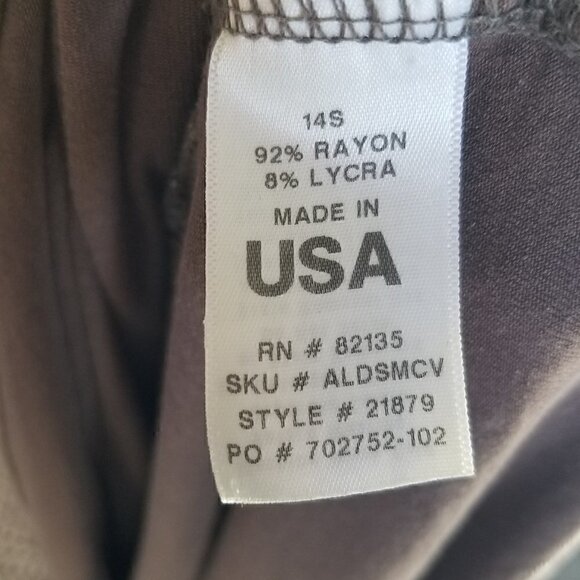 14S
92% RAYON
8% LYCRA
MADE IN
USA
RN # 82135
SKU # ALDSMCV
STYLE # 21879
PO # 702752-102